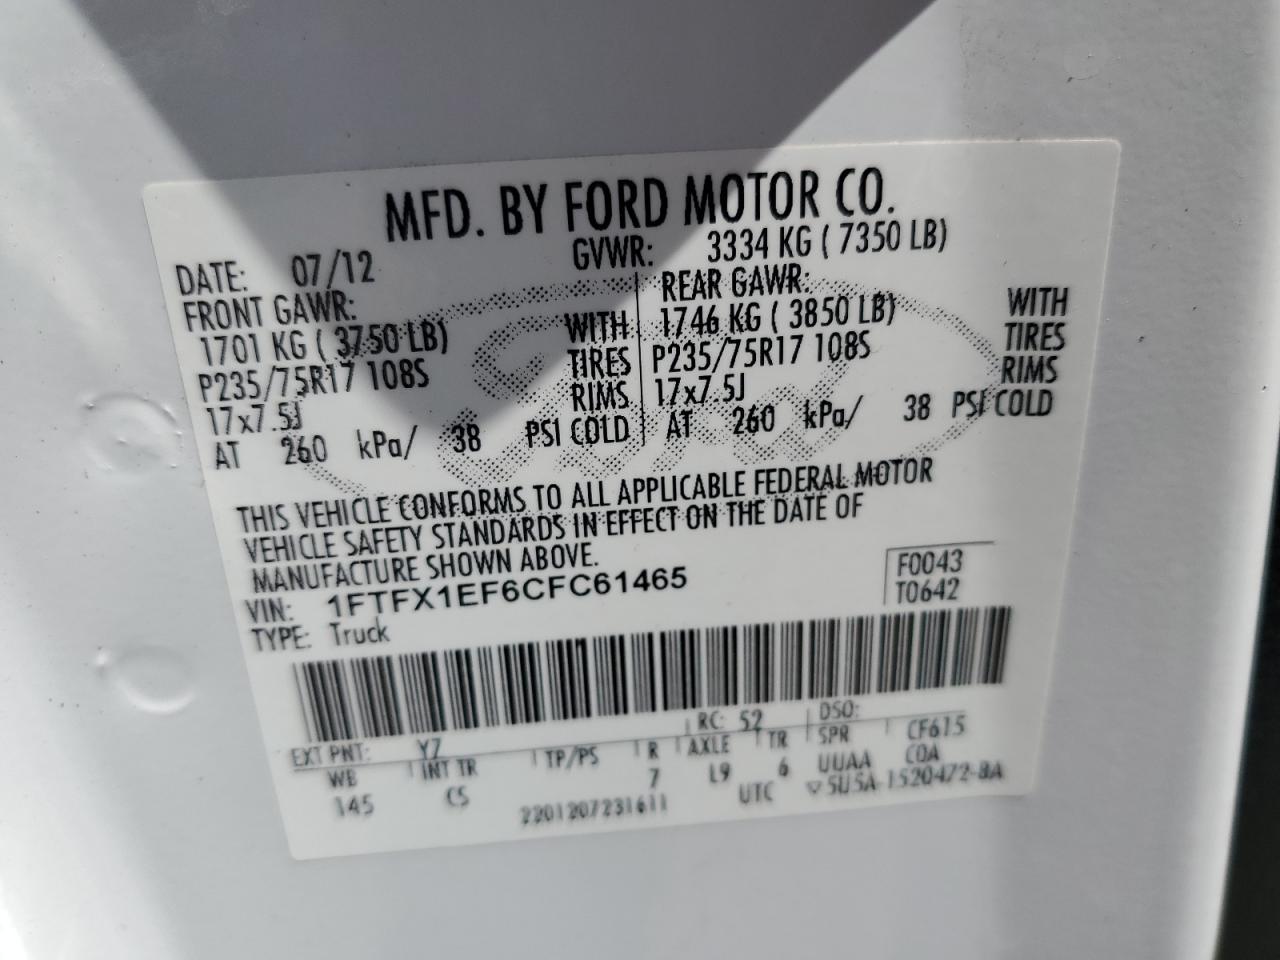 MFD. BY FORD MOTOR CO.
DATE: 07/12 GVWR: 3334 KG ( 7350 LB)
FRONT GAWR: REAR GAWR:
1701 KG ( 3750 LB) WITH 1746 KG ( 3850 LB) WITH
P235/75R17 108S TIRES P235/75R17 108S TIRES
17x7.5J RIMS 17x7.5J RIMS
AT 260 kPa/ 38 PSI COLD AT 260 kPa/ 38 PSI COLD
THIS VEHICLE CONFORMS TO ALL APPLICABLE FEDERAL MOTOR
VEHICLE SAFETY STANDARDS IN EFFECT ON THE DATE OF
MANUFACTURE SHOWN ABOVE.
VIN: 1FTFX1EF6CFC61465 F0043
TYPE: Truck T0642
EXT PNT: YZ RC: 52 DSO:
WB INT TR TP/PS R AXLE TR SPR CF615
145 CS 7 L9 6 UUAA COA
2201207231611 UTC ▽5U5A-1520472-BA
Ford